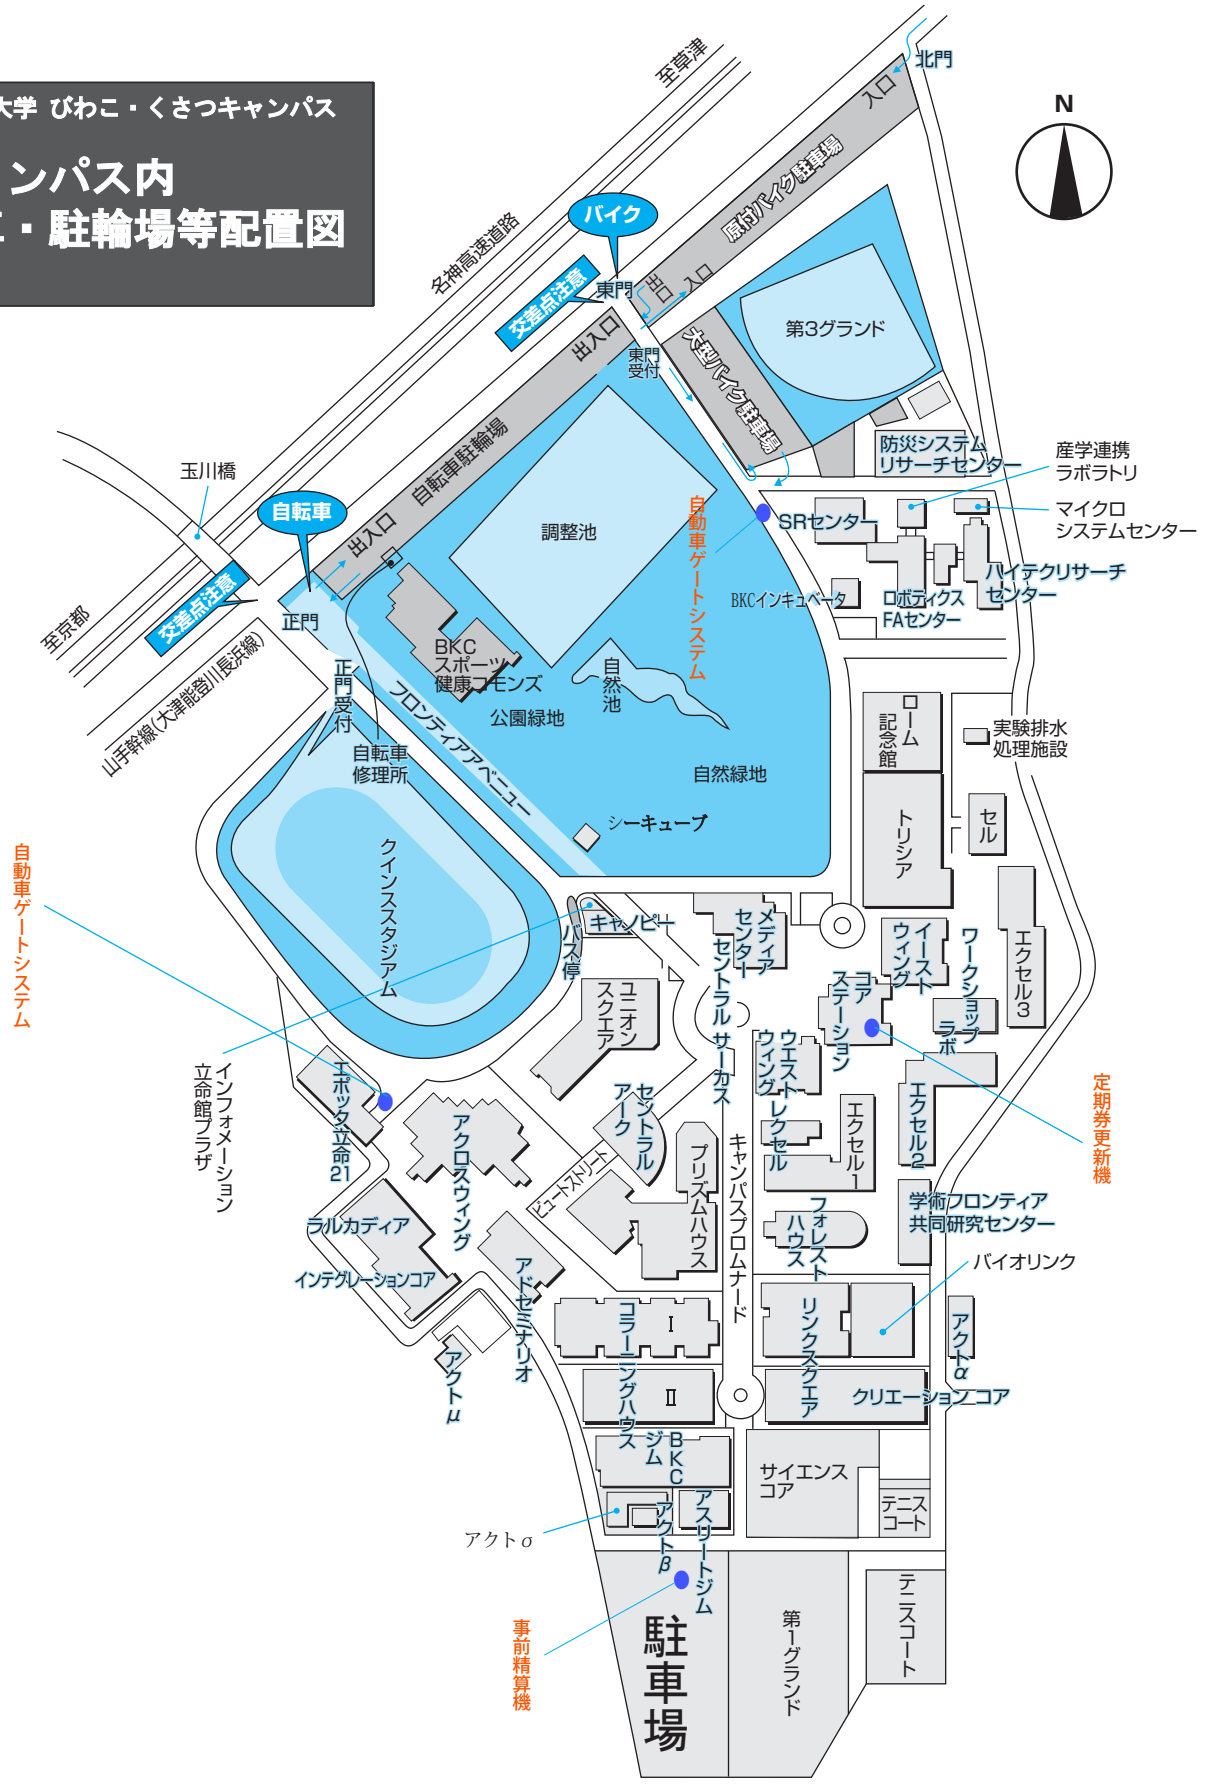 大学 びわこ・くさつキャンパス
ンパス内
・駐輪場等配置図
至草津
北門
N
入口
原付バイク駐車場
バイク
名神高速道路
交差点注意
東門
出口
入口
第3グランド
出入口
東門
受付
大型バイク駐車場
自転車駐輪場
防災システム
リサーチセンター
産学連携
ラボラトリ
玉川橋
自転車
出入口
調整池
自動車ゲートシステム
SRセンター
マイクロ
システムセンター
交差点注意
至京都
正門
BKCインキュベータ
ロボティクス
FAセンター
ハイテクリサーチ
センター
山手幹線(大津能登川長浜線)
正門受付
BKC
スポーツ
健康コモンズ
自然池
フロンティアアベニュー
公園緑地
自転車
修理所
自然緑地
ローム
記念館
実験排水
処理施設
シーキューブ
トリシア
セル
自動車ゲートシステム
クインススタジアム
キャノピー
バス停
メディア
センター
セントラル サーカス
イースト
ウィング
ワークショップ
ラボ
エクセル3
コア
ステーション
ユニオン
スクエア
インフォメーション
立命館プラザ
エポック立命21
ウエスト
ウィング
定期券更新機
セントラル
アーク
アクロスウィング
レクセル
エクセル1
エクセル2
プリズムハウス
キャンパスプロムナード
ビュートストリート
ラルカディア
フォレスト
ハウス
学術フロンティア
共同研究センター
インテグレーションコア
アドセミナリオ
バイオリンク
コラーニングハウス
Ⅰ
リンクスクエア
アクトα
アクトμ
Ⅱ
クリエーション コア
BKC
ジム
サイエンス
コア
テニス
コート
アクトσ
アクトβ
アスリートジム
事前精算機
駐車場
第1グランド
テニスコート